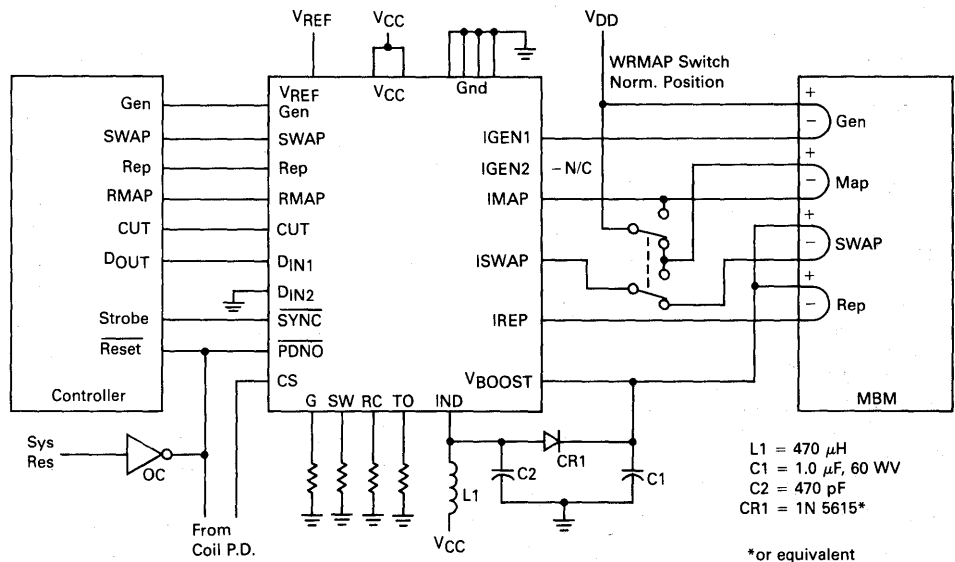 VREF VCC VDD
WRMAP Switch
Norm. Position
VREF VCC Gnd
Gen Gen IGEN1 + − Gen
SWAP SWAP
Rep Rep IGEN2 – N/C
RMAP RMAP IMAP + − Map
CUT CUT
DOUT DIN1 ISWAP + − SWAP
DIN2
Strobe SYNC IREP + − Rep
Reset PDNO
CS VBOOST
Controller G SW RC TO IND MBM
Sys
Res
OC
CR1
C2 C1
L1
VCC
From
Coil P.D.
L1 = 470 μH
C1 = 1.0 μF, 60 WV
C2 = 470 pF
CR1 = 1N 5615*
*or equivalent